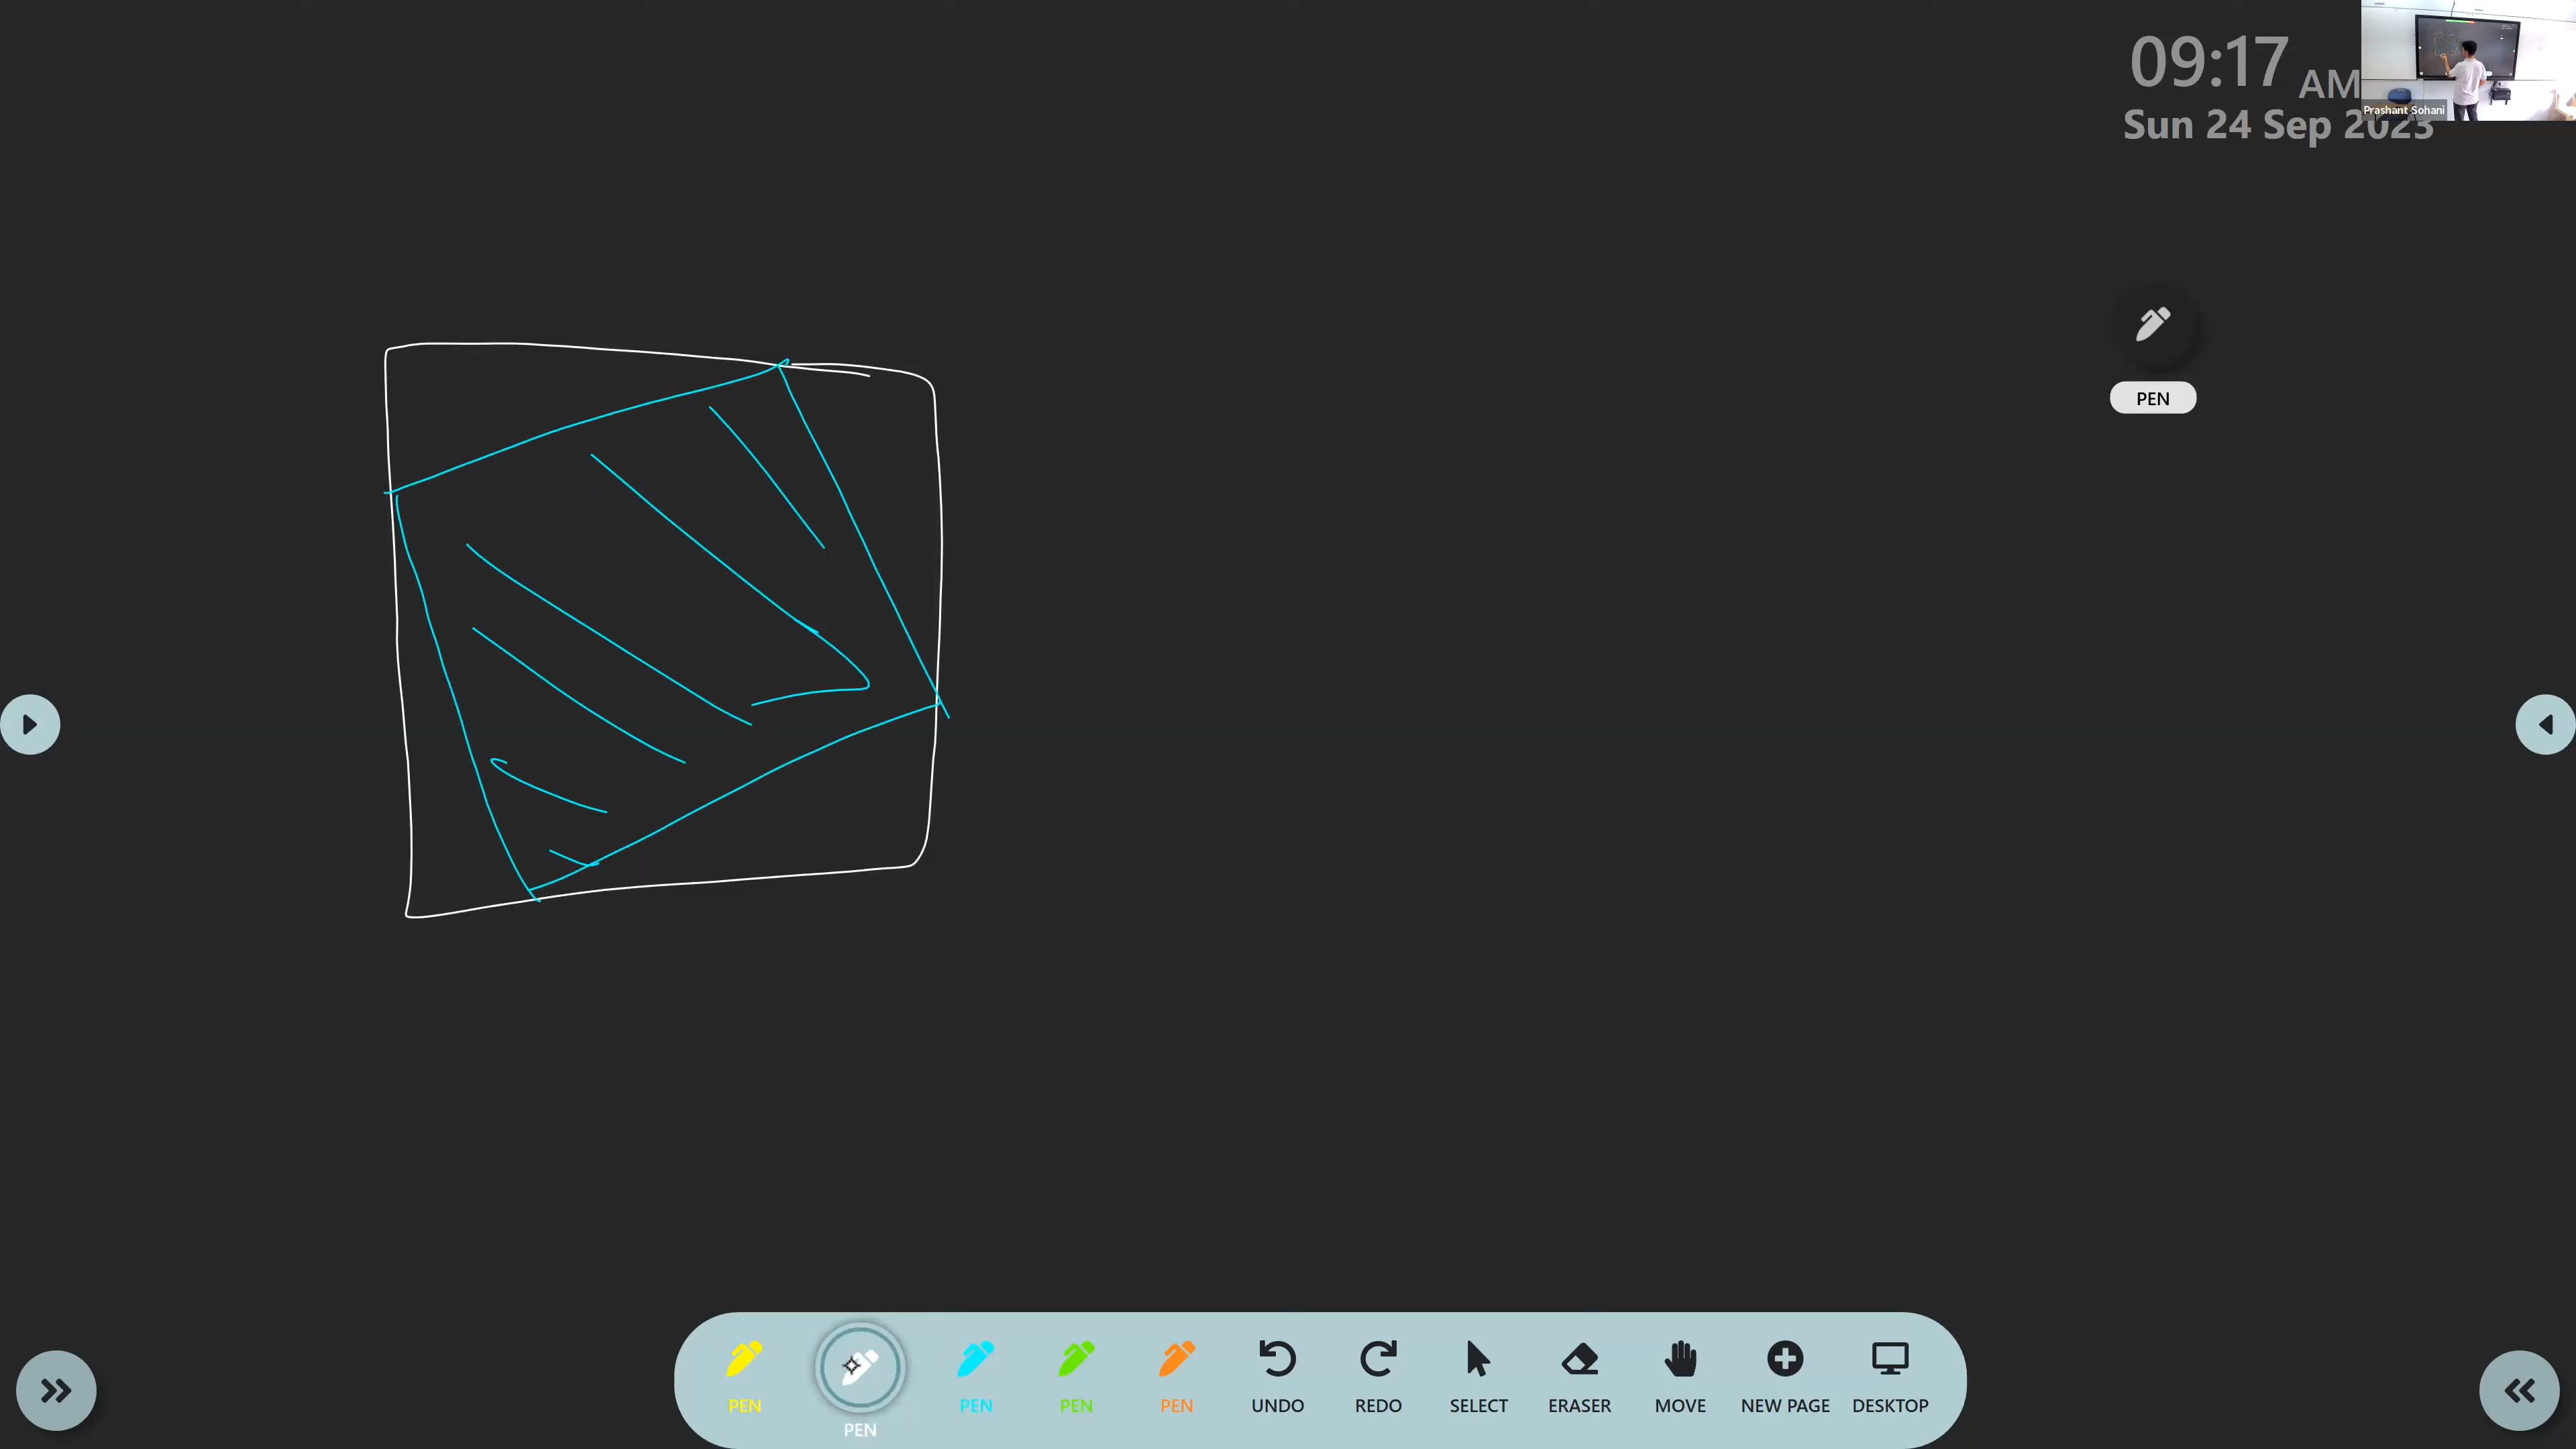 09:17 AM
Prashant Sohani
Sun 24 Sep 2023
PEN
PEN PEN PEN PEN PEN UNDO REDO SELECT ERASER MOVE NEW PAGE DESKTOP